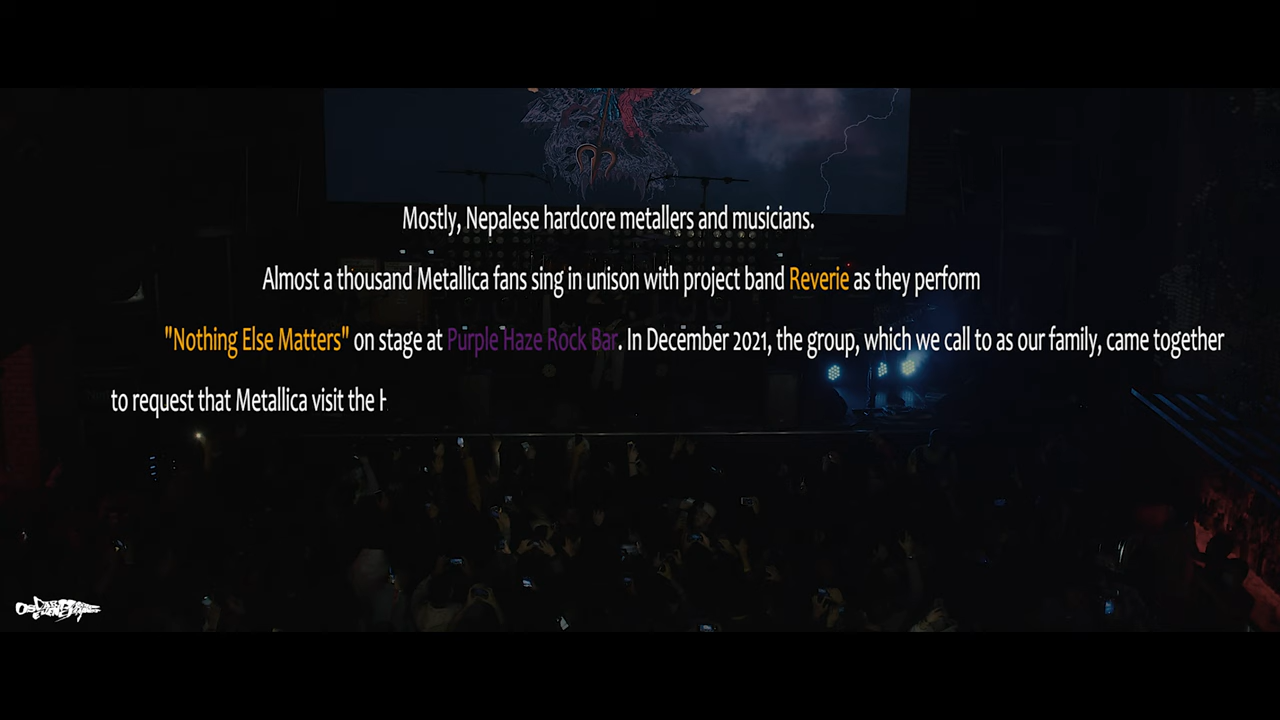 Mostly, Nepalese hardcore metallers and musicians.
Almost a thousand Metallica fans sing in unison with project band Reverie as they perform
"Nothing Else Matters" on stage at Purple Haze Rock Bar. In December 2021, the group, which we call to as our family, came together
to request that Metallica visit the